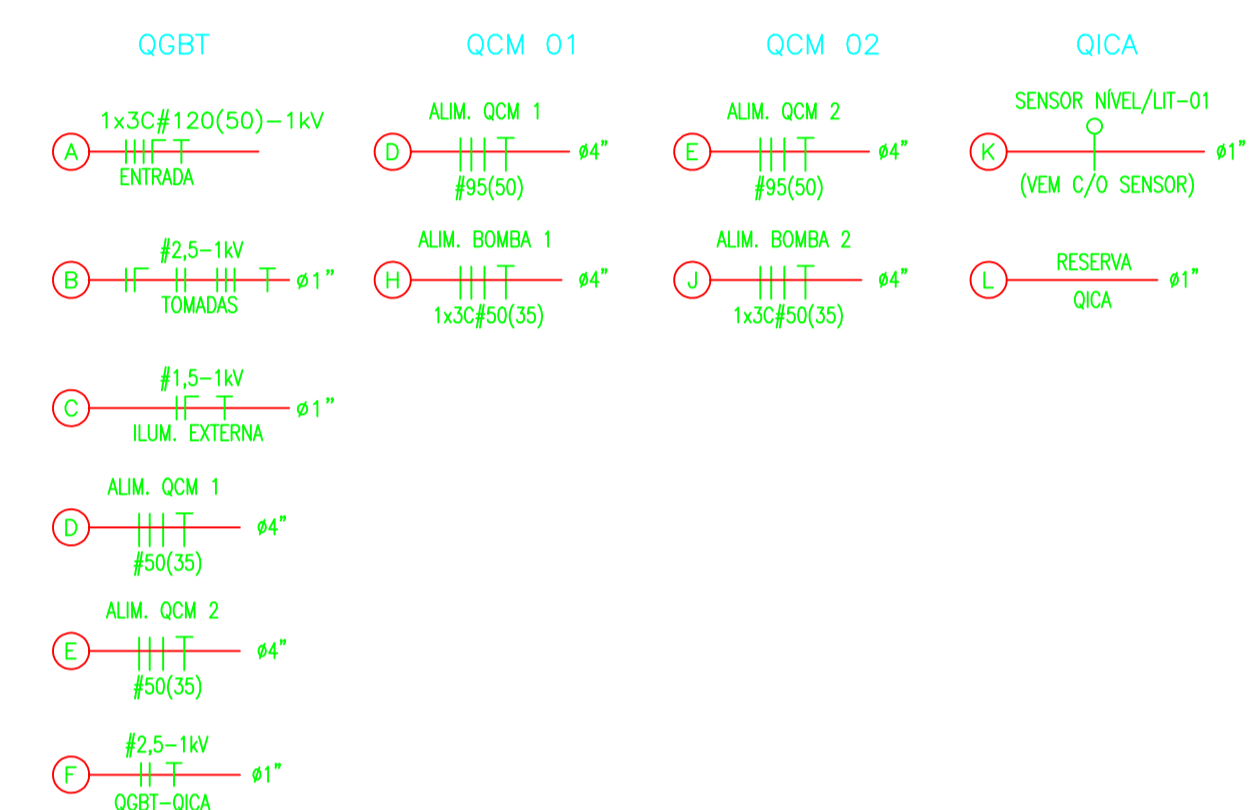 QGBT
A
1x3C#120(50)-1kV
ENTRADA
B
#2,5-1kV
ø1"
TOMADAS
C
#1,5-1kV
ø1"
ILUM. EXTERNA
D
ALIM. QCM 1
ø4"
#50(35)
E
ALIM. QCM 2
ø4"
#50(35)
F
#2,5-1kV
ø1"
QGBT-QICA
QCM 01
D
ALIM. QCM 1
ø4"
#95(50)
H
ALIM. BOMBA 1
ø4"
1x3C#50(35)
QCM 02
E
ALIM. QCM 2
ø4"
#95(50)
J
ALIM. BOMBA 2
ø4"
1x3C#50(35)
QICA
K
SENSOR NÍVEL/LIT-01
ø1"
(VEM C/O SENSOR)
L
RESERVA
ø1"
QICA